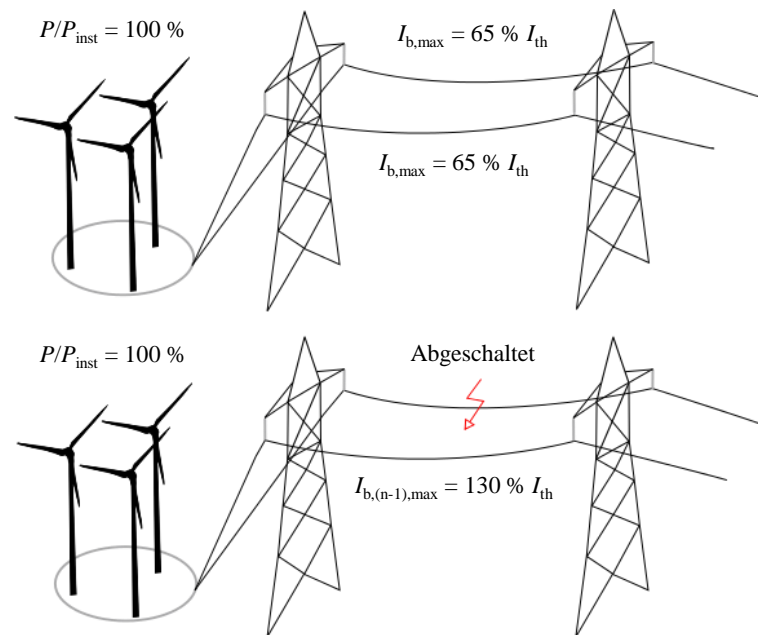 P/Pinst = 100 %
Ib,max = 65 % Ith
Ib,max = 65 % Ith
P/Pinst = 100 %
Abgeschaltet
Ib,(n-1),max = 130 % Ith